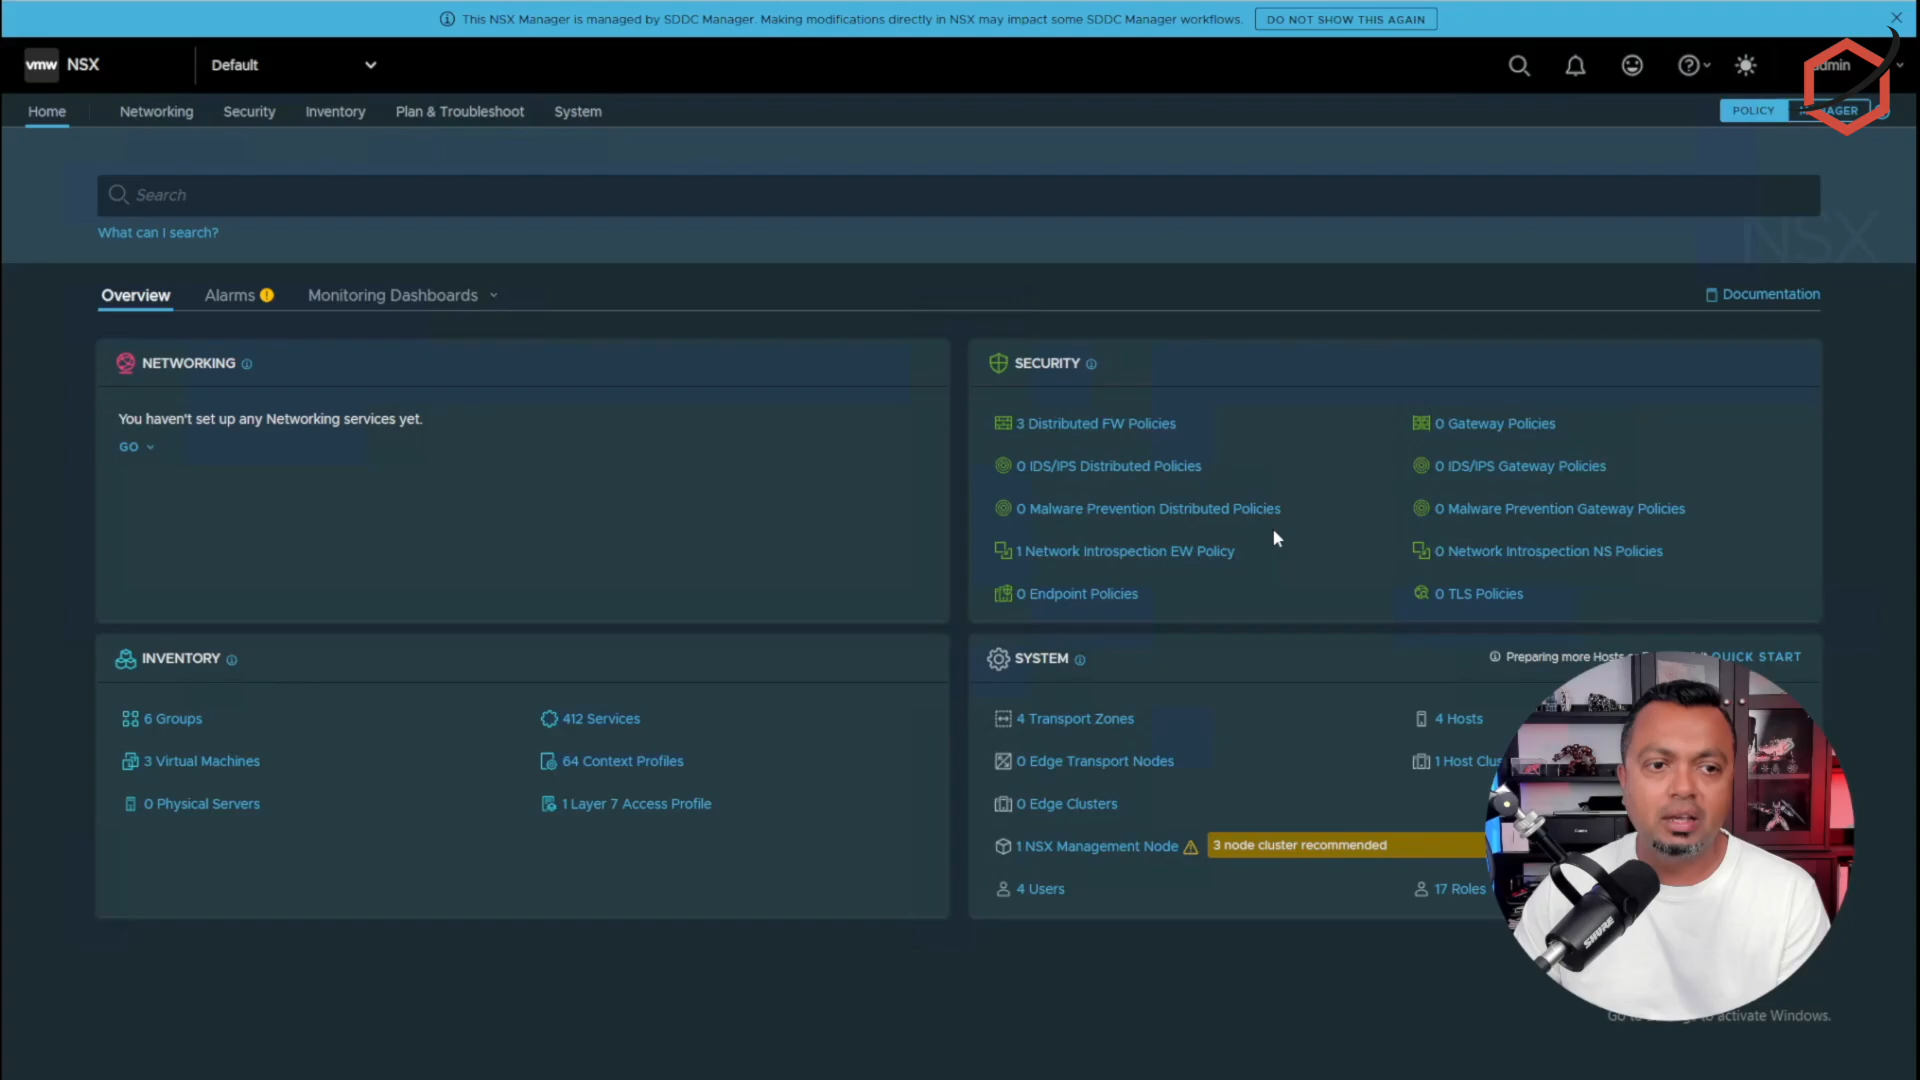 This NSX Manager is managed by SDDC Manager. Making modifications directly in NSX may impact some SDDC Manager workflows. DO NOT SHOW THIS AGAIN
vmw NSX Default
Home Networking Security Inventory Plan & Troubleshoot System POLICY
Search
NSX
What can I search?
Overview Alarms Monitoring Dashboards Documentation
NETWORKING
You haven't set up any Networking services yet.
GO
SECURITY
3 Distributed FW Policies 0 Gateway Policies
0 IDS/IPS Distributed Policies 0 IDS/IPS Gateway Policies
0 Malware Prevention Distributed Policies 0 Malware Prevention Gateway Policies
1 Network Introspection EW Policy 0 Network Introspection NS Policies
0 Endpoint Policies 0 TLS Policies
INVENTORY
6 Groups 412 Services
3 Virtual Machines 64 Context Profiles
0 Physical Servers 1 Layer 7 Access Profile
SYSTEM Preparing more Hosts QUICK START
4 Transport Zones 4 Hosts
0 Edge Transport Nodes 1 Host
0 Edge Clusters
1 NSX Management Node 3 node cluster recommended
4 Users 17 Roles
SHURE
Go activate Windows.